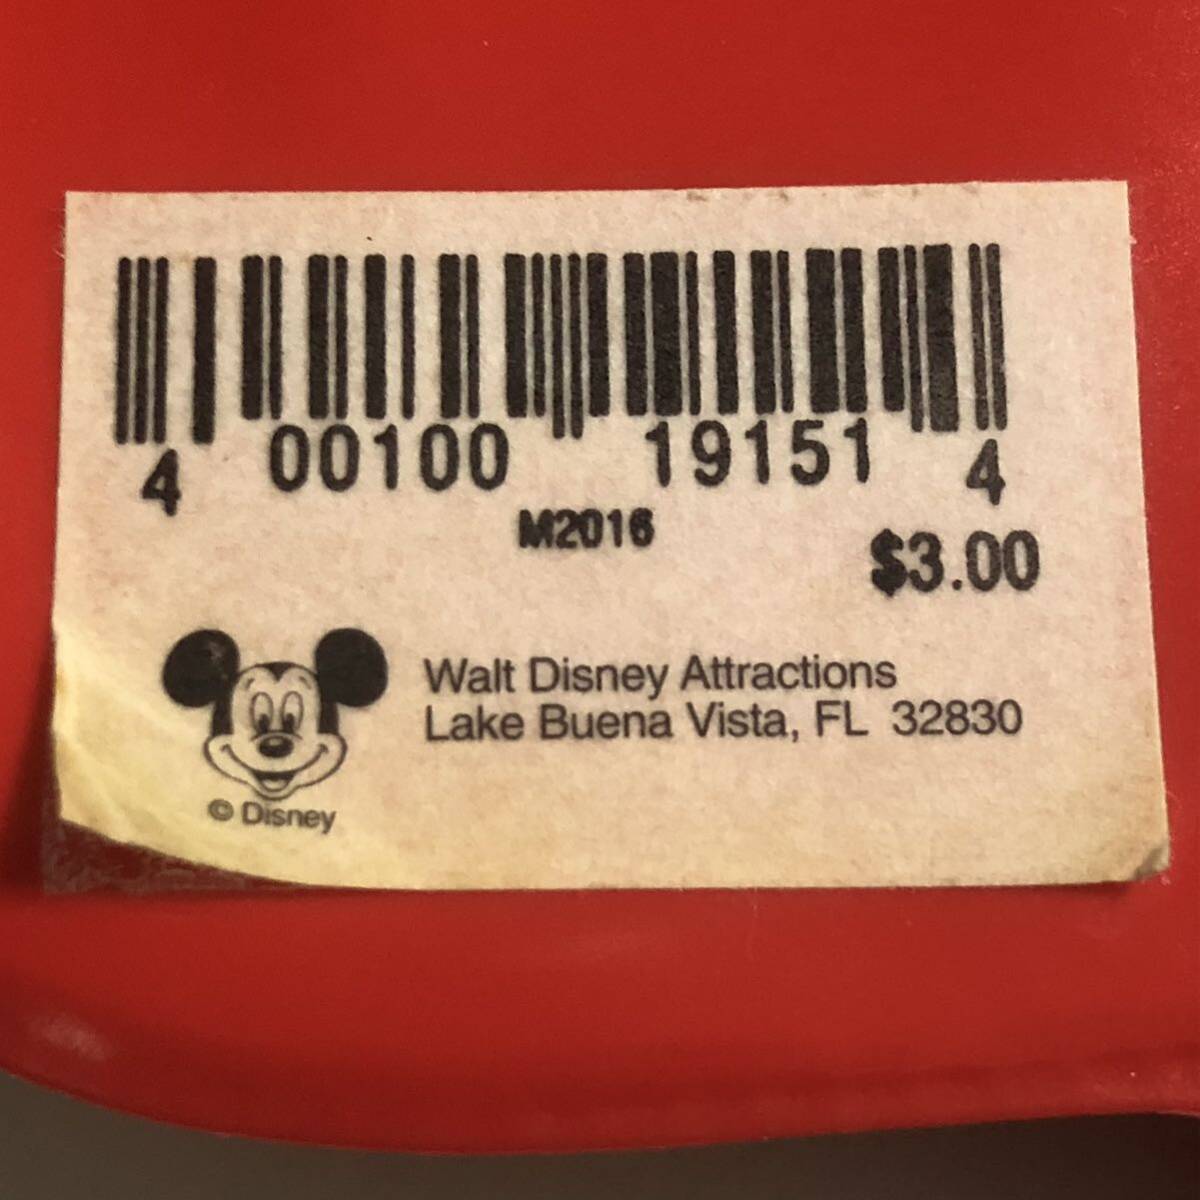 4 00100 19151 4
M2016
$3.00
Walt Disney Attractions
Lake Buena Vista, FL 32830
© Disney